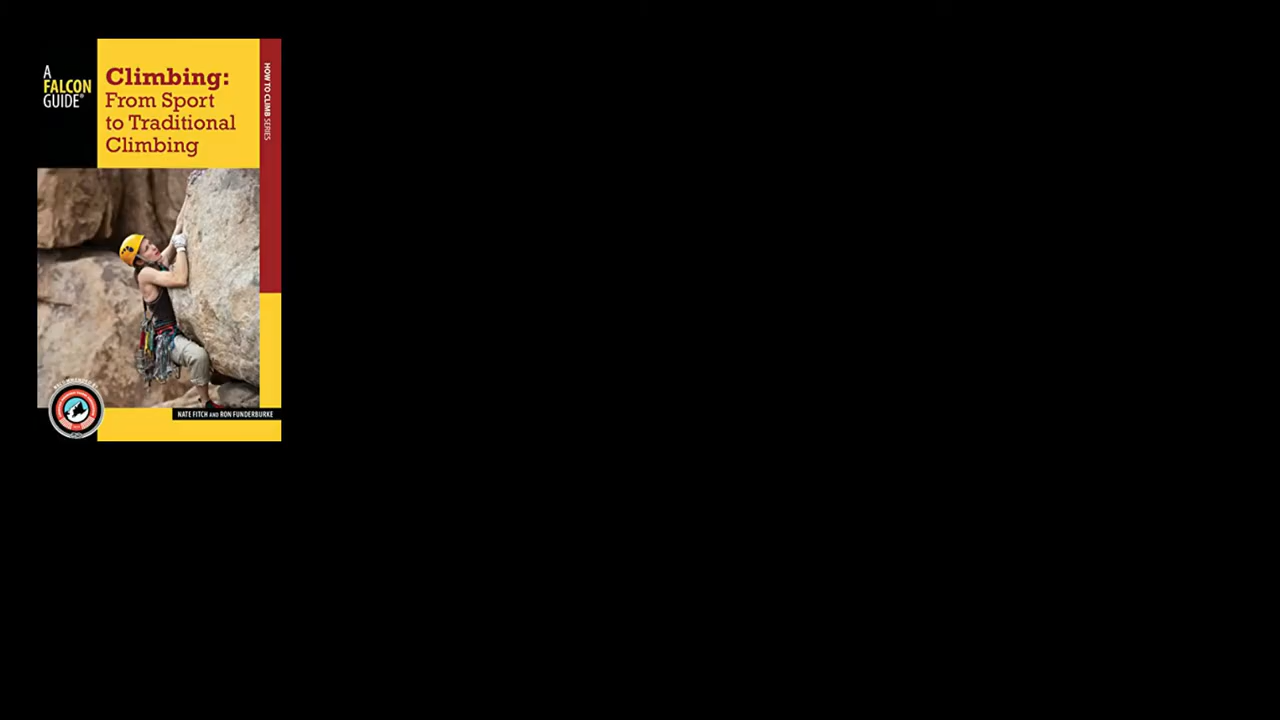 A
FALCON
GUIDE®
Climbing:
From Sport
to Traditional
Climbing
HOW TO CLIMB SERIES
NATE FITCH AND RON FUNDERBURKE